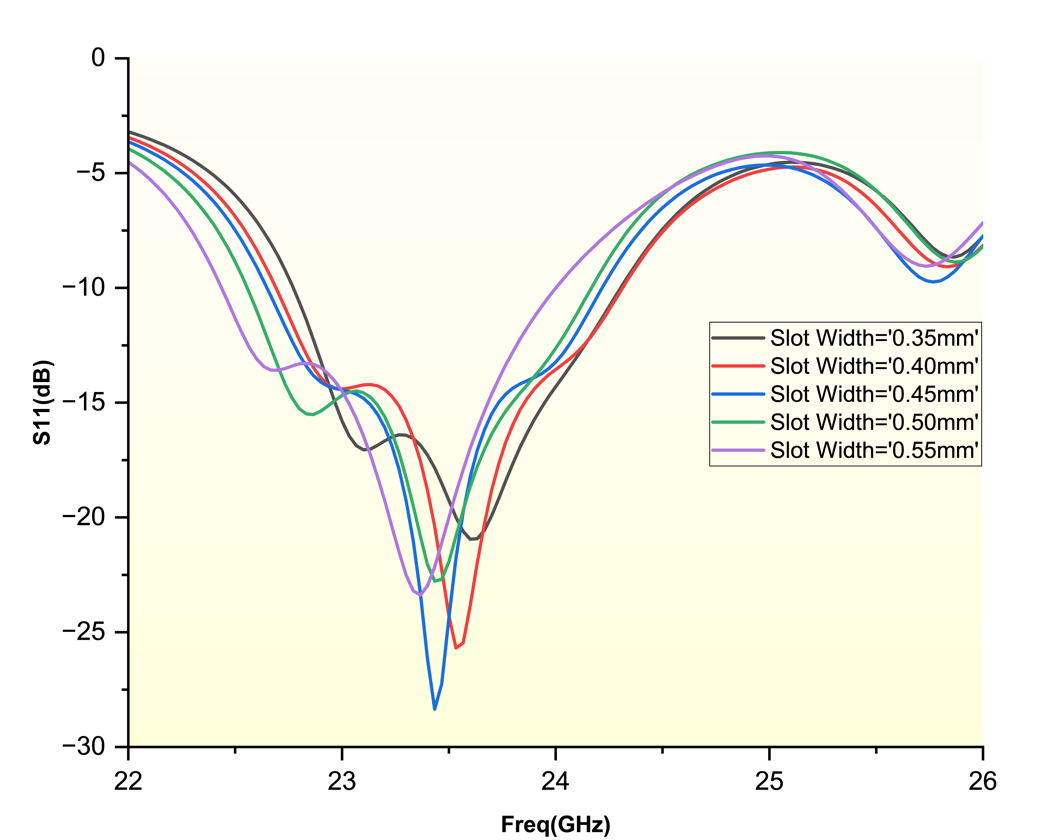 0
−5
−10
−15
−20
−25
−30
S11(dB)
22
23
24
25
26
Freq(GHz)
Slot Width='0.35mm'
Slot Width='0.40mm'
Slot Width='0.45mm'
Slot Width='0.50mm'
Slot Width='0.55mm'